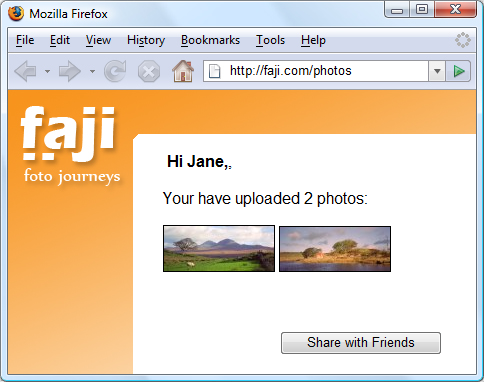 Mozilla Firefox
File Edit View History Bookmarks Tools Help
http://faji.com/photos
faji
foto journeys
Hi Jane,.
Your have uploaded 2 photos:
Share with Friends